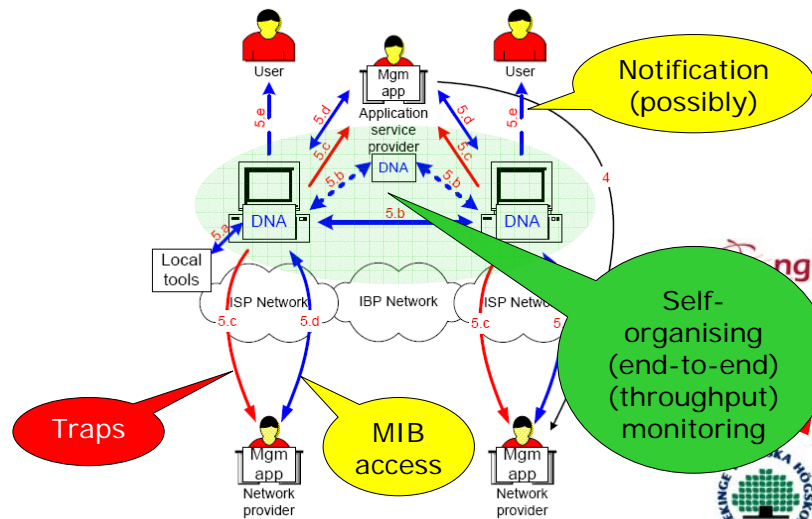 User
User
Mgm
app
Application
service
provider
Notification
(possibly)
5.e
5.d
5.c
5.d
5.c
5.e
4
DNA
5.b
5.b
DNA
5.b
DNA
5.a
Local
tools
ISP Network
IBP Network
ISP Network
5.c
5.d
5.c
Self-
organising
(end-to-end)
(throughput)
monitoring
Traps
MIB
access
Mgm
app
Network
provider
Mgm
app
Network
provider